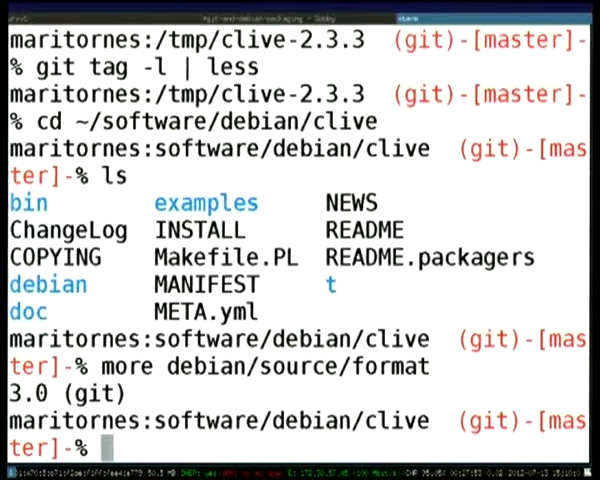 maritornes:/tmp/clive-2.3.3  (git)-[master]-
% git tag -l | less
maritornes:/tmp/clive-2.3.3  (git)-[master]-
% cd ~/software/debian/clive
maritornes:software/debian/clive  (git)-[mas
ter]-% ls
bin        examples     NEWS
ChangeLog  INSTALL      README
COPYING    Makefile.PL  README.packagers
debian     MANIFEST     t
doc        META.yml
maritornes:software/debian/clive  (git)-[mas
ter]-% more debian/source/format
3.0 (git)
maritornes:software/debian/clive  (git)-[mas
ter]-%